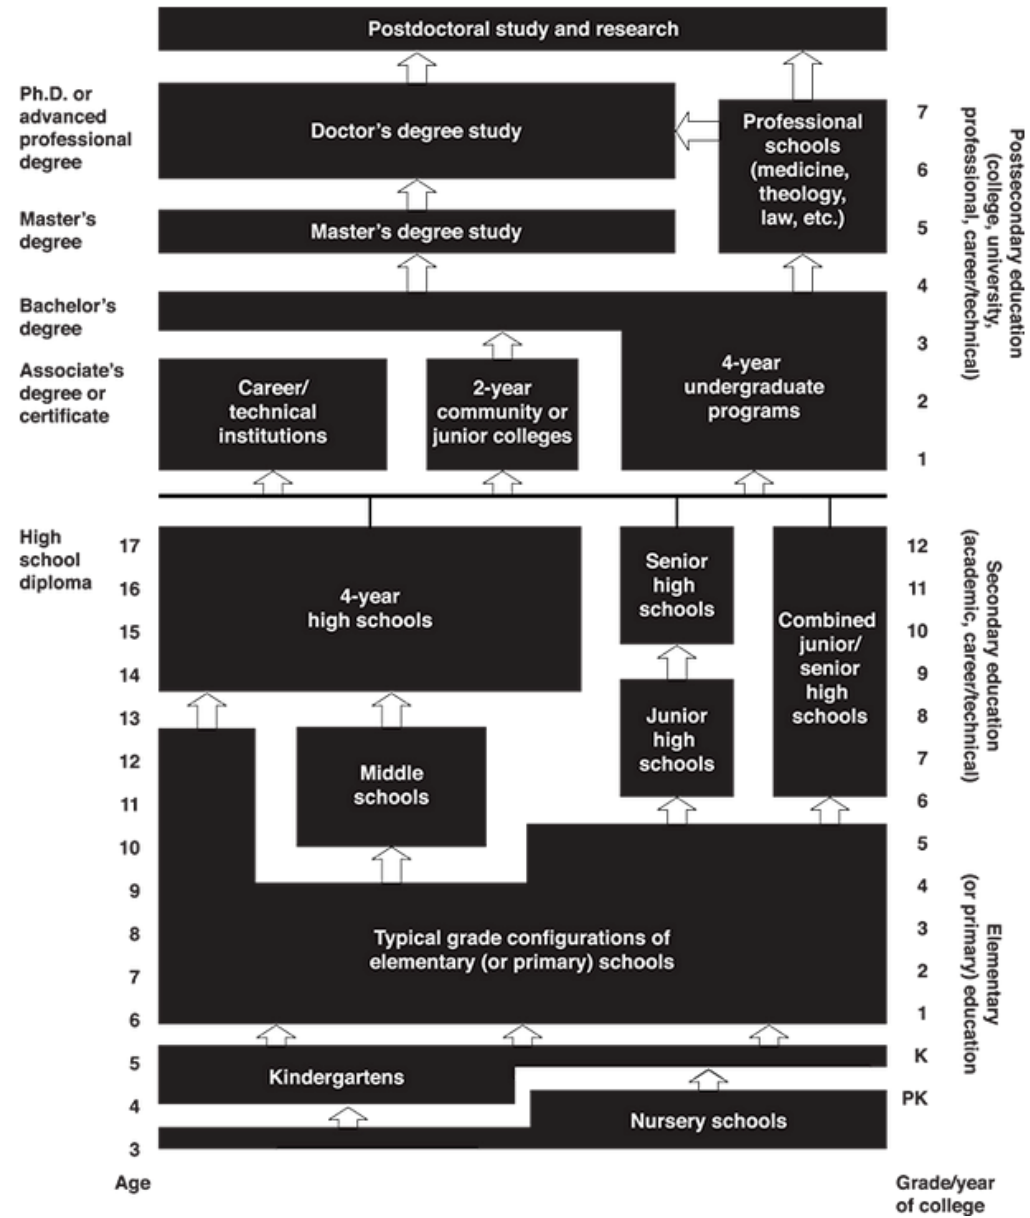 Postdoctoral study and research
Ph.D. or
advanced
professional
degree
Doctor's degree study
Professional
schools
(medicine,
theology,
law, etc.)
7
6
Master's
degree
Master's degree study
5
Postsecondary education
(college, university,
professional, career/technical)
4
Bachelor's
degree
3
Associate's
degree or
certificate
Career/
technical
institutions
2-year
community or
junior colleges
4-year
undergraduate
programs
2
1
High
school
diploma
17
16
15
14
13
12
11
10
9
8
7
6
5
4
3
4-year
high schools
Senior
high
schools
Combined
junior/
senior
high
schools
Junior
high
schools
Middle
schools
12
11
10
9
8
7
6
5
4
3
2
1
K
PK
Secondary education
(academic, career/technical)
Typical grade configurations of
elementary (or primary) schools
Elementary
(or primary) education
Kindergartens
Nursery schools
Age
Grade/year
of college